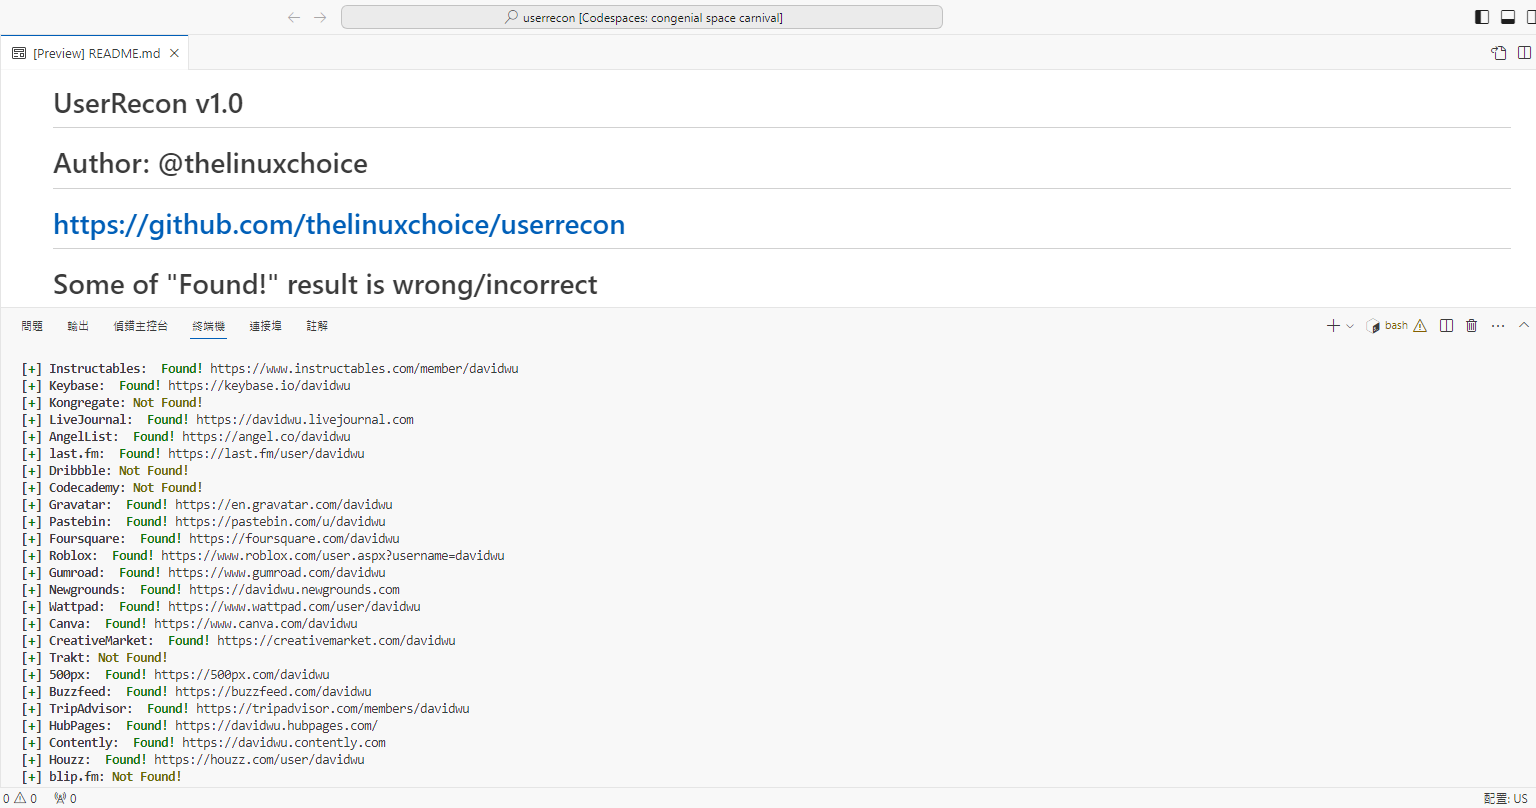 userrecon [Codespaces: congenial space carnival]
[Preview] README.md
UserRecon v1.0
Author: @thelinuxchoice
https://github.com/thelinuxchoice/userrecon
Some of "Found!" result is wrong/incorrect
問題 輸出 偵錯主控台 終端機 連接埠 註解
bash
[+] Instructables: Found! https://www.instructables.com/member/davidwu
[+] Keybase: Found! https://keybase.io/davidwu
[+] Kongregate: Not Found!
[+] LiveJournal: Found! https://davidwu.livejournal.com
[+] AngelList: Found! https://angel.co/davidwu
[+] last.fm: Found! https://last.fm/user/davidwu
[+] Dribbble: Not Found!
[+] Codecademy: Not Found!
[+] Gravatar: Found! https://en.gravatar.com/davidwu
[+] Pastebin: Found! https://pastebin.com/u/davidwu
[+] Foursquare: Found! https://foursquare.com/davidwu
[+] Roblox: Found! https://www.roblox.com/user.aspx?username=davidwu
[+] Gumroad: Found! https://www.gumroad.com/davidwu
[+] Newgrounds: Found! https://davidwu.newgrounds.com
[+] Wattpad: Found! https://www.wattpad.com/user/davidwu
[+] Canva: Found! https://www.canva.com/davidwu
[+] CreativeMarket: Found! https://creativemarket.com/davidwu
[+] Trakt: Not Found!
[+] 500px: Found! https://500px.com/davidwu
[+] Buzzfeed: Found! https://buzzfeed.com/davidwu
[+] TripAdvisor: Found! https://tripadvisor.com/members/davidwu
[+] HubPages: Found! https://davidwu.hubpages.com/
[+] Contently: Found! https://davidwu.contently.com
[+] Houzz: Found! https://houzz.com/user/davidwu
[+] blip.fm: Not Found!
0 0 0 配置: US